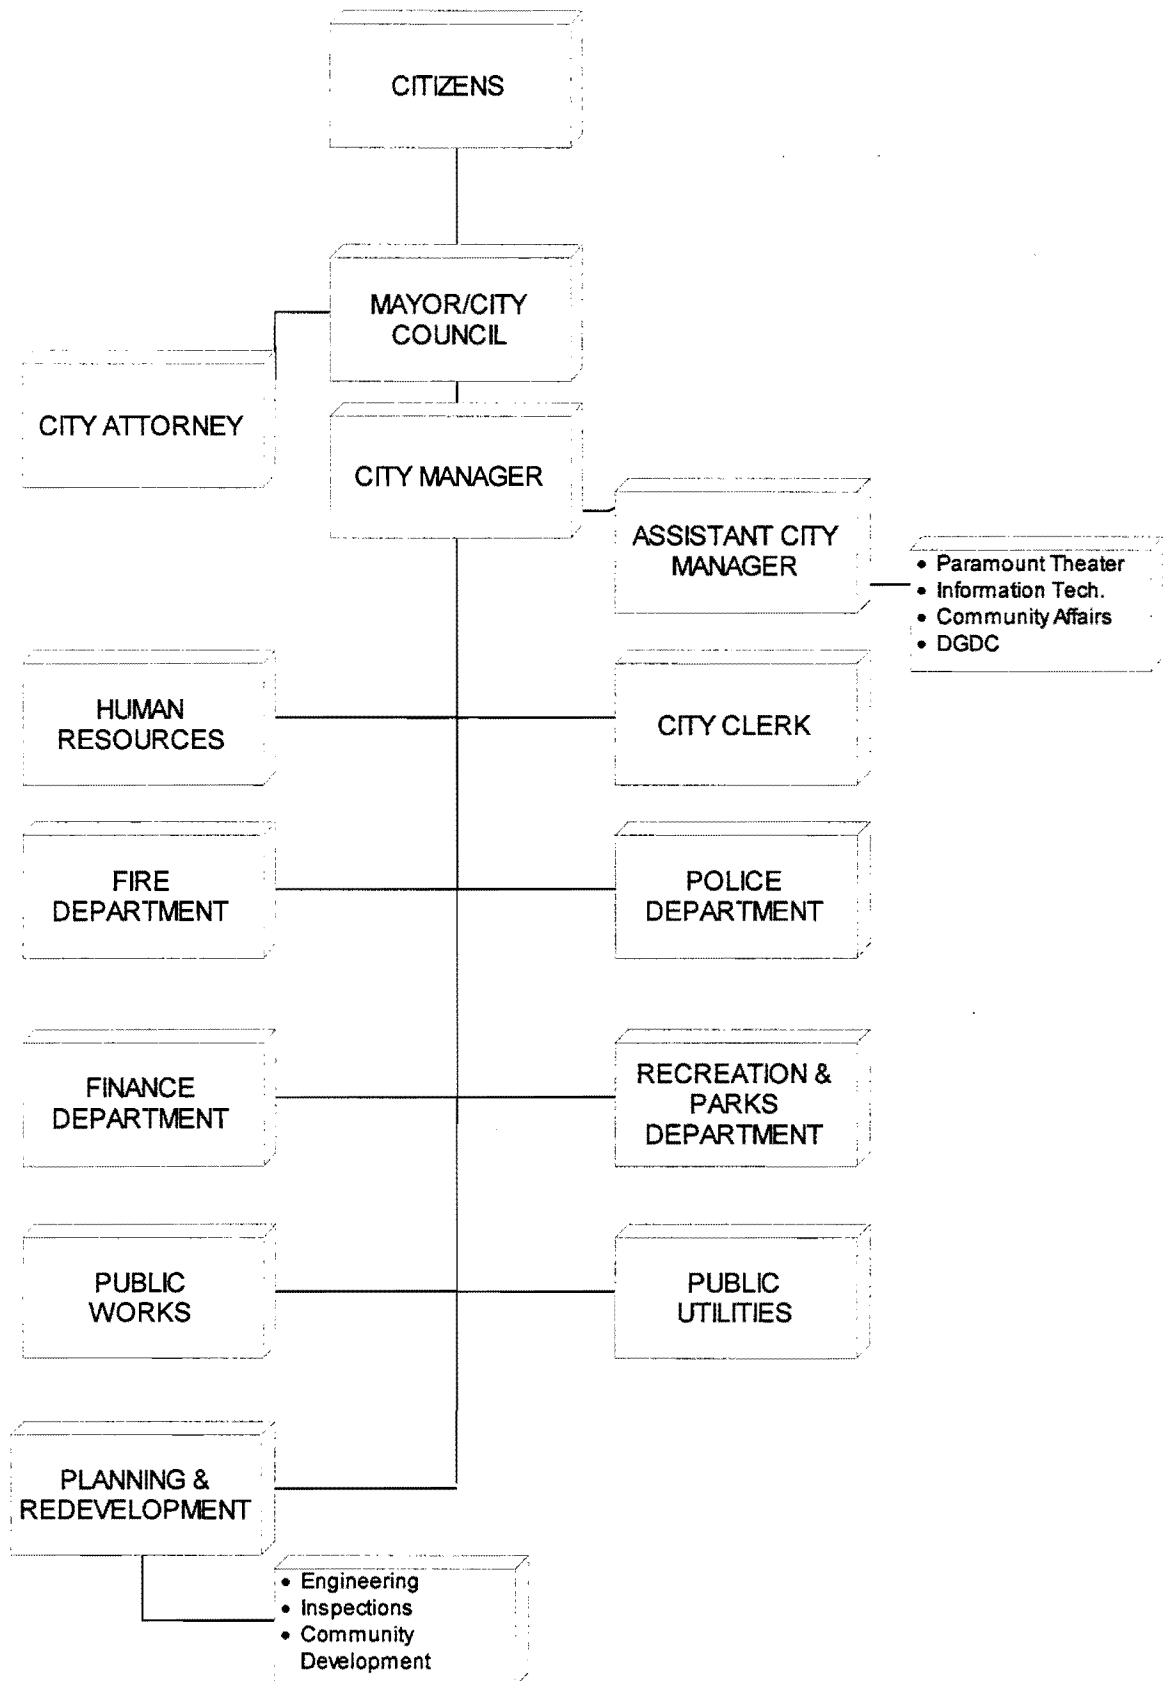 CITIZENS
MAYOR/CITY
COUNCIL
CITY ATTORNEY
CITY MANAGER
ASSISTANT CITY
MANAGER
• Paramount Theater
• Information Tech.
• Community Affairs
• DGDC
HUMAN
RESOURCES
CITY CLERK
FIRE
DEPARTMENT
POLICE
DEPARTMENT
FINANCE
DEPARTMENT
RECREATION &
PARKS
DEPARTMENT
PUBLIC
WORKS
PUBLIC
UTILITIES
PLANNING &
REDEVELOPMENT
• Engineering
• Inspections
• Community
Development